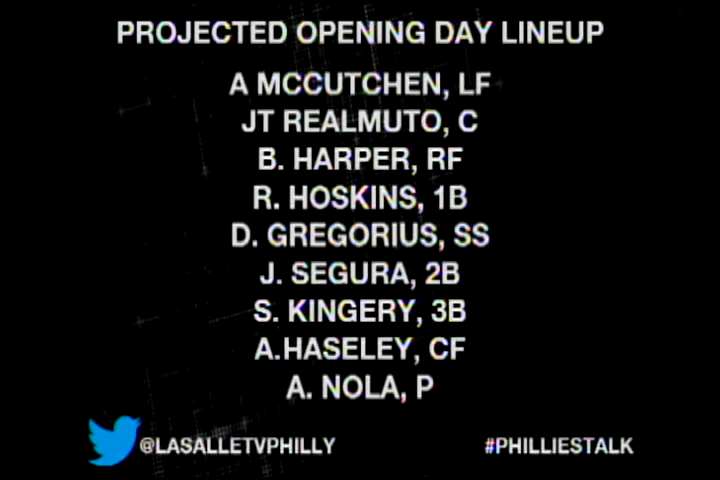 PROJECTED OPENING DAY LINEUP
A MCCUTCHEN, LF
JT REALMUTO, C
B. HARPER, RF
R. HOSKINS, 1B
D. GREGORIUS, SS
J. SEGURA, 2B
S. KINGERY, 3B
A.HASELEY, CF
A. NOLA, P
@LASALLETVPHILLY #PHILLIESTALK